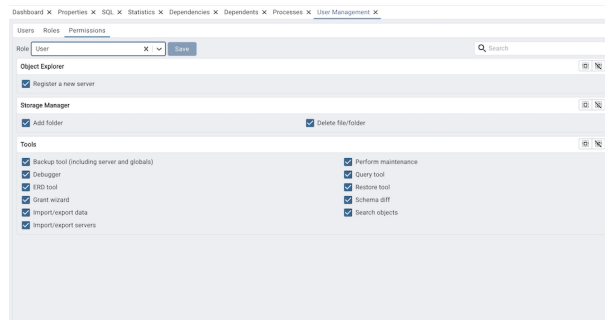 Dashboard X Properties X SQL X Statistics X Dependencies X Dependents X Processes X User Management X
Users Roles Permissions
Role User X Save Search
Object Explorer
Register a new server
Storage Manager
Add folder Delete file/folder
Tools
Backup tool (including server and globals) Perform maintenance
Debugger Query tool
ERD tool Restore tool
Grant wizard Schema diff
Import/export data Search objects
Import/export servers